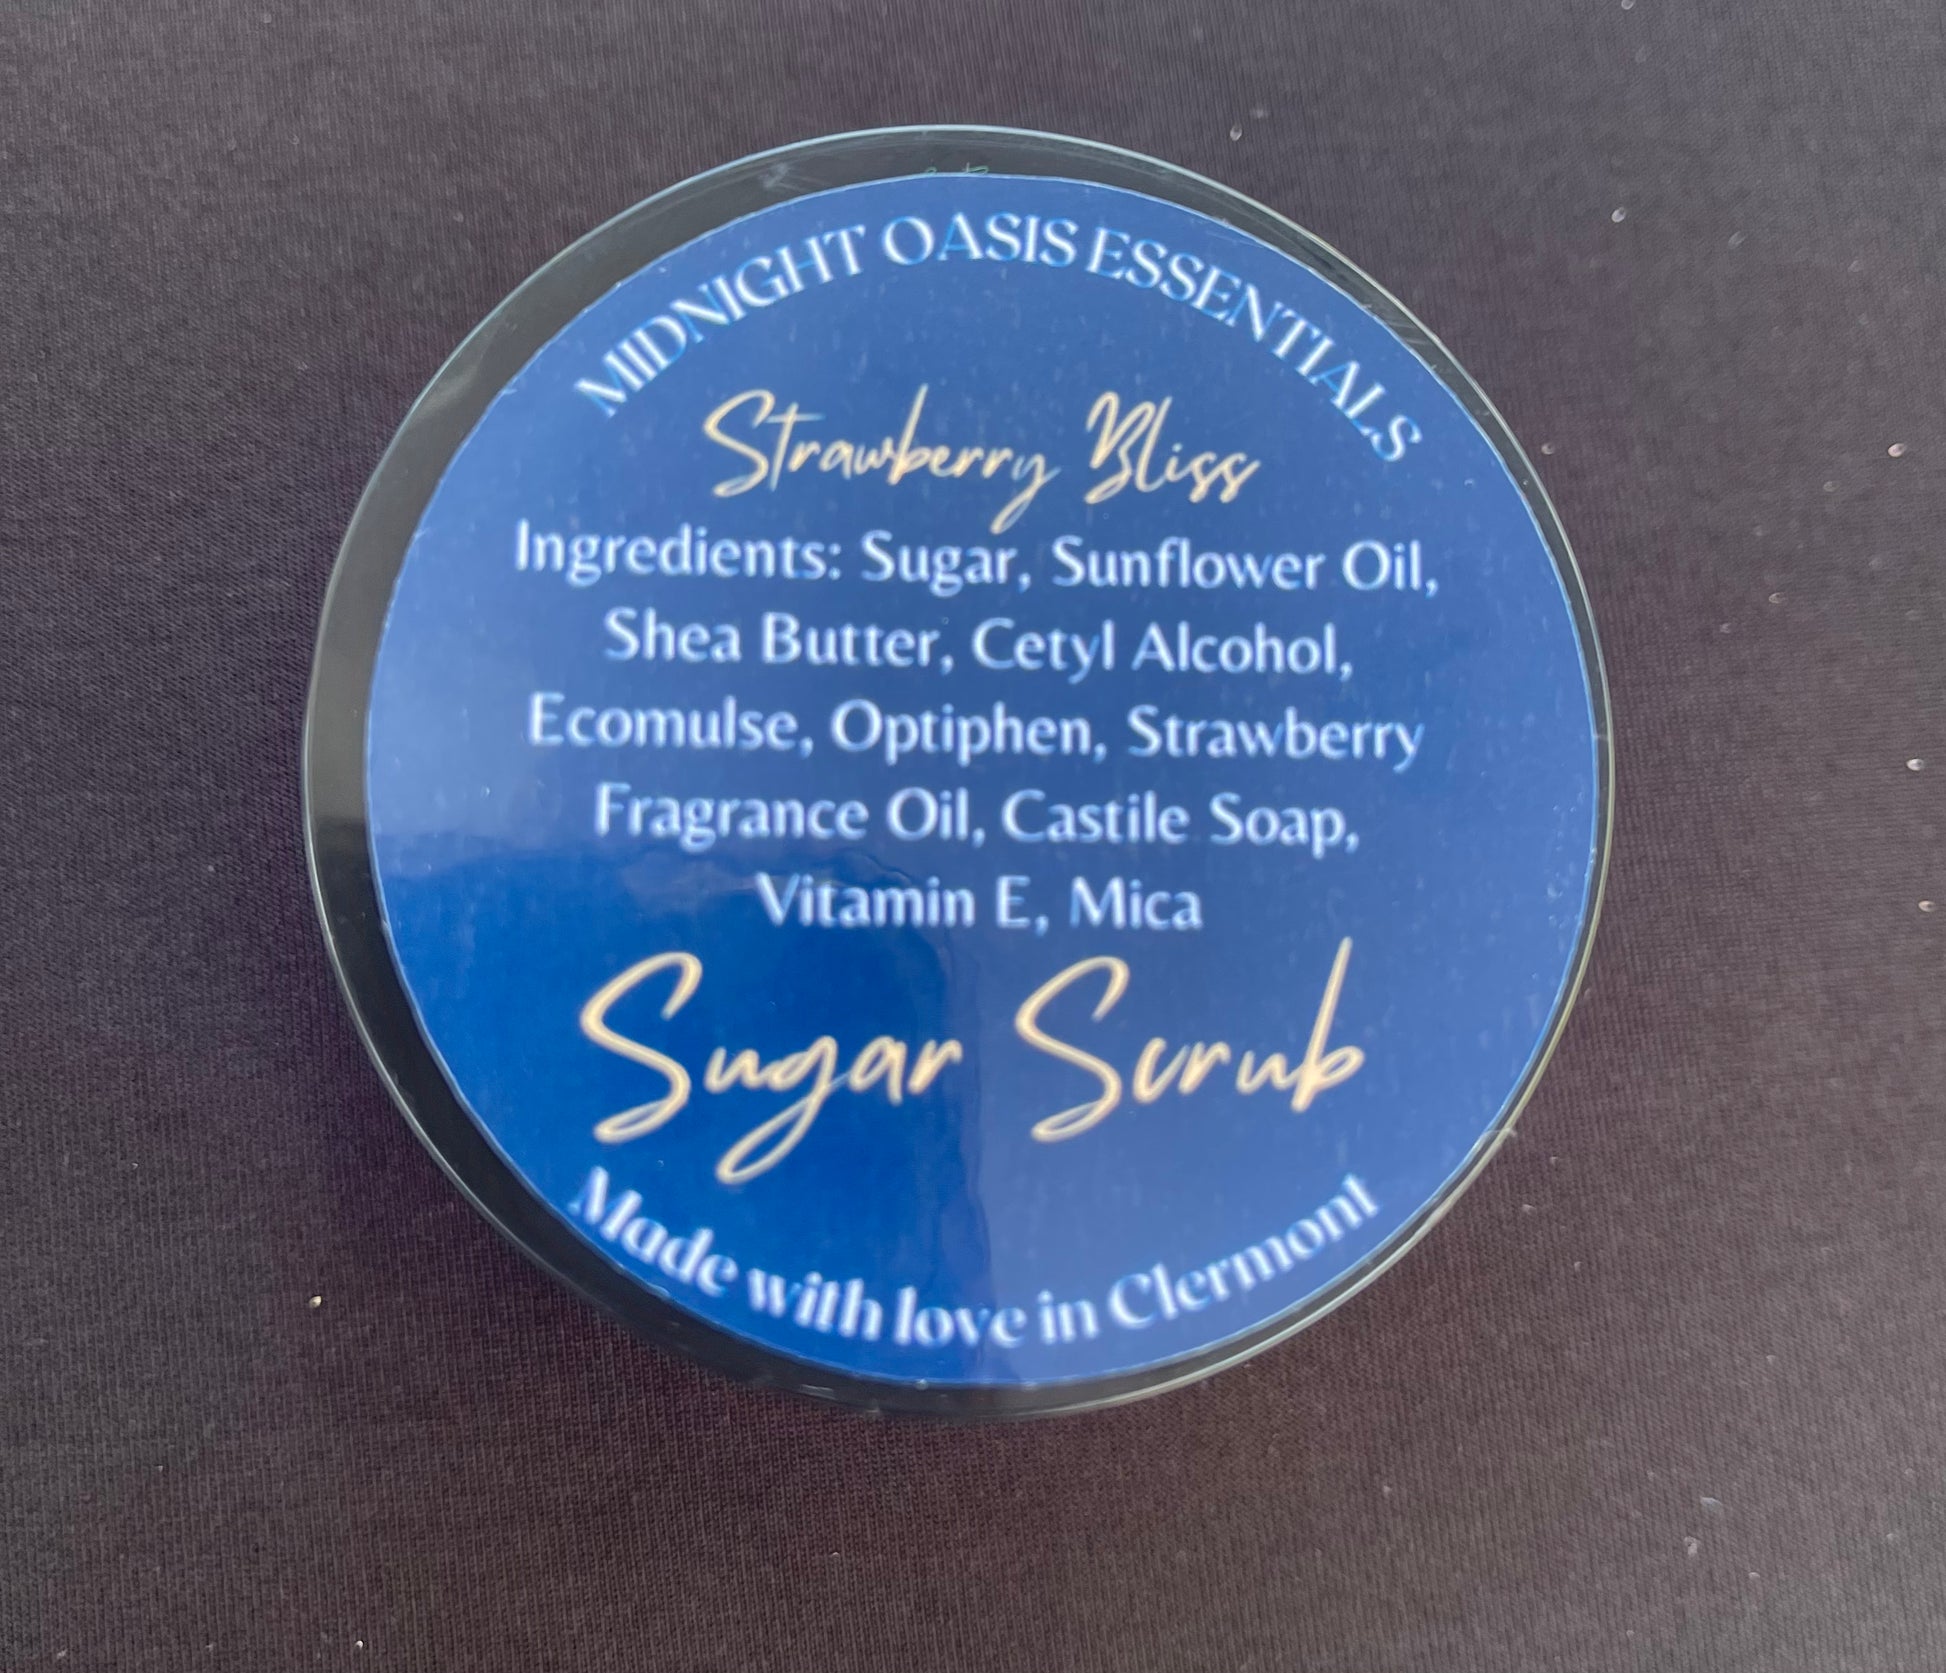 MIDNIGHT OASIS ESSENTIALS
Strawberry Bliss
Ingredients: Sugar, Sunflower Oil,
Shea Butter, Cetyl Alcohol,
Ecomulse, Optiphen, Strawberry
Fragrance Oil, Castile Soap,
Vitamin E, Mica
Sugar Scrub
Made with love in Clermont